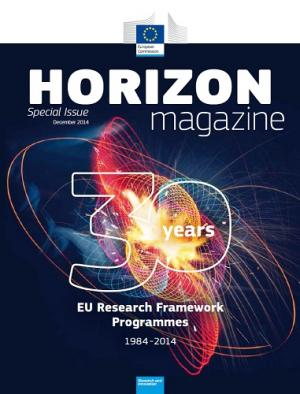 European
Commission
HORIZON
Special Issue
December 2014
magazine
30
years
EU Research Framework
Programmes
1984-2014
Research and
Innovation